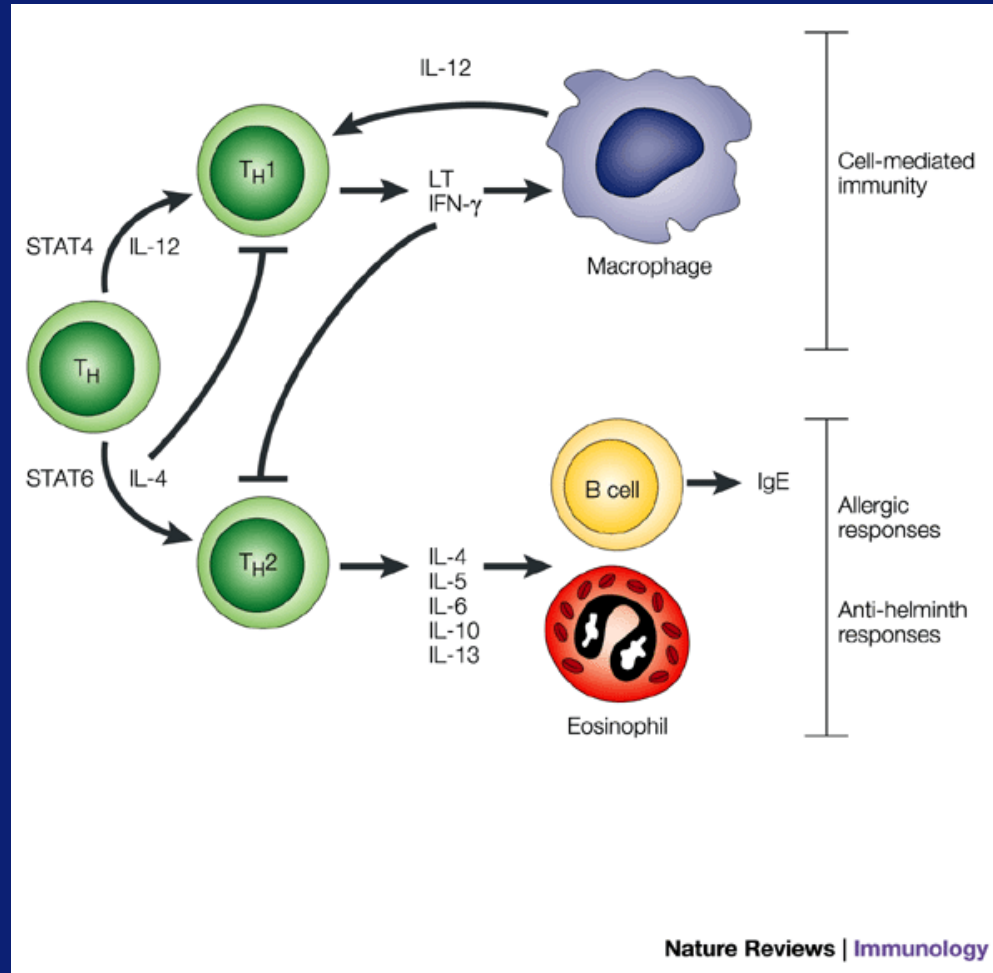 IL-12
TH1
LT
IFN-γ
Cell-mediated
immunity
STAT4
IL-12
Macrophage
TH
STAT6
IL-4
B cell
IgE
Allergic
responses
TH2
IL-4
IL-5
IL-6
IL-10
IL-13
Anti-helminth
responses
Eosinophil
Nature Reviews | Immunology